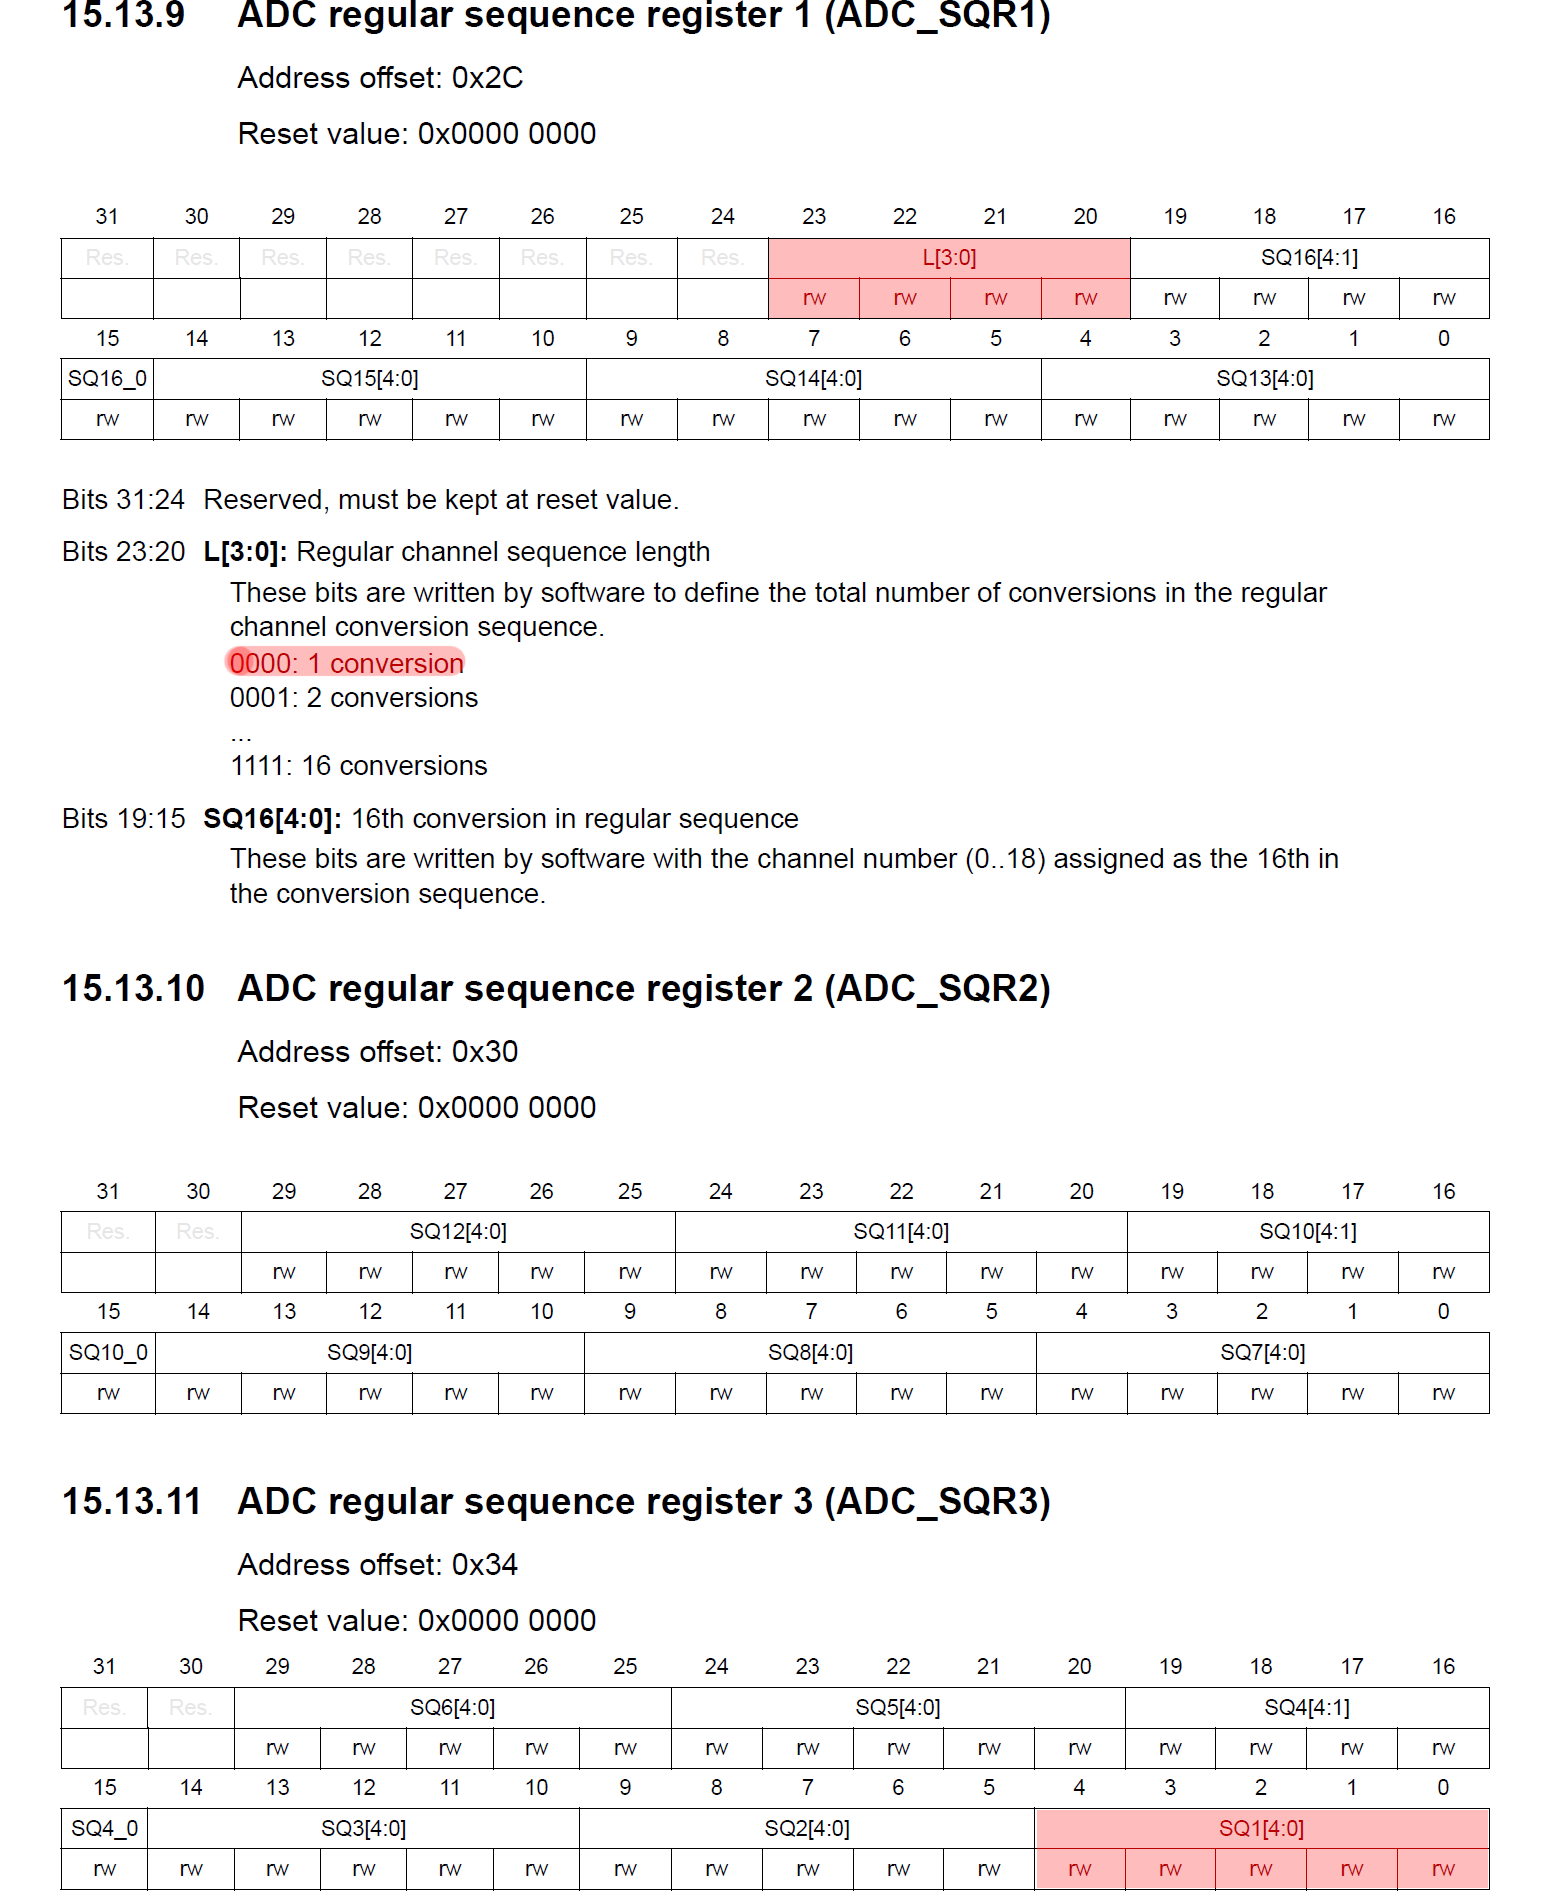 15.13.9 ADC regular sequence register 1 (ADC_SQR1)
Address offset: 0x2C
Reset value: 0x0000 0000
31 30 29 28 27 26 25 24 23 22 21 20 19 18 17 16
Res. Res. Res. Res. Res. Res. Res. Res. L[3:0] SQ16[4:1]
rw rw rw rw rw rw rw rw
15 14 13 12 11 10 9 8 7 6 5 4 3 2 1 0
SQ16_0 SQ15[4:0] SQ14[4:0] SQ13[4:0]
rw rw rw rw rw rw rw rw rw rw rw rw rw rw rw rw
Bits 31:24 Reserved, must be kept at reset value.
Bits 23:20 L[3:0]: Regular channel sequence length
These bits are written by software to define the total number of conversions in the regular
channel conversion sequence.
0000: 1 conversion
0001: 2 conversions
...
1111: 16 conversions
Bits 19:15 SQ16[4:0]: 16th conversion in regular sequence
These bits are written by software with the channel number (0..18) assigned as the 16th in
the conversion sequence.
15.13.10 ADC regular sequence register 2 (ADC_SQR2)
Address offset: 0x30
Reset value: 0x0000 0000
31 30 29 28 27 26 25 24 23 22 21 20 19 18 17 16
Res. Res. SQ12[4:0] SQ11[4:0] SQ10[4:1]
rw rw rw rw rw rw rw rw rw rw rw rw rw rw
15 14 13 12 11 10 9 8 7 6 5 4 3 2 1 0
SQ10_0 SQ9[4:0] SQ8[4:0] SQ7[4:0]
rw rw rw rw rw rw rw rw rw rw rw rw rw rw rw rw
15.13.11 ADC regular sequence register 3 (ADC_SQR3)
Address offset: 0x34
Reset value: 0x0000 0000
31 30 29 28 27 26 25 24 23 22 21 20 19 18 17 16
Res. Res. SQ6[4:0] SQ5[4:0] SQ4[4:1]
rw rw rw rw rw rw rw rw rw rw rw rw rw rw
15 14 13 12 11 10 9 8 7 6 5 4 3 2 1 0
SQ4_0 SQ3[4:0] SQ2[4:0] SQ1[4:0]
rw rw rw rw rw rw rw rw rw rw rw rw rw rw rw rw